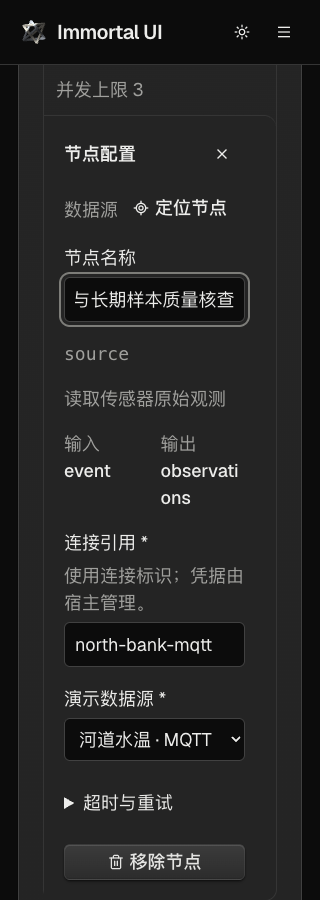 Immortal UI
并发上限 3
节点配置
数据源 定位节点
节点名称
与长期样本质量核查
source
读取传感器原始观测
输入 输出
event observati
ons
连接引用 *
使用连接标识；凭据由
宿主管理。
north-bank-mqtt
演示数据源 *
河道水温 · MQTT
超时与重试
移除节点